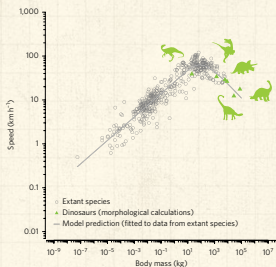 1,000
100
10
1
0.1
0.01
Speed (km h⁻¹)
○ Extant species
▲ Dinosaurs (morphological calculations)
— Model prediction (fitted to data from extant species)
10⁻⁹ 10⁻⁷ 10⁻⁵ 10⁻³ 10⁻¹ 10¹ 10³ 10⁵ 10⁷
Body mass (kg)